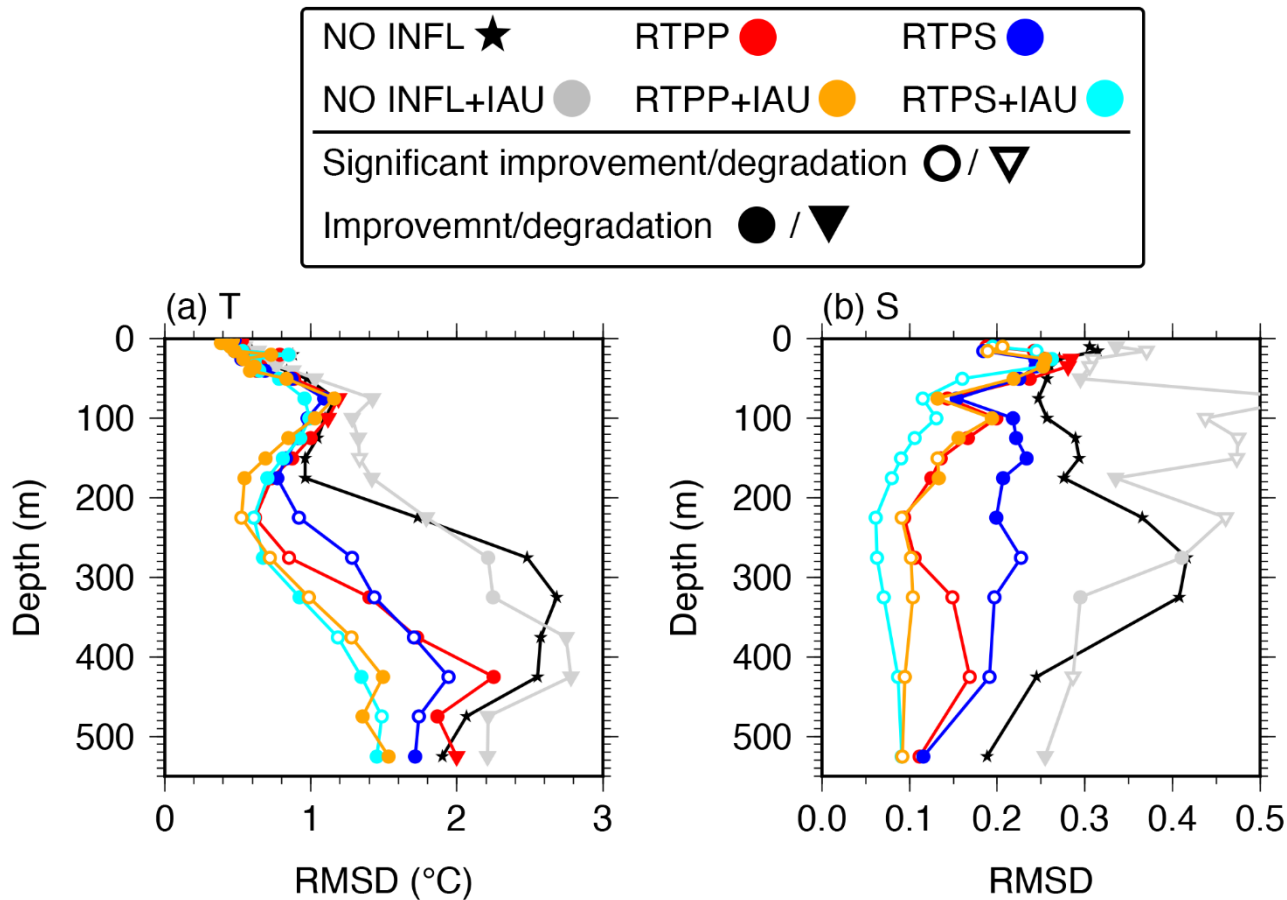 NO INFL RTPP RTPS
NO INFL+IAU RTPP+IAU RTPS+IAU
Significant improvement/degradation /
Improvemnt/degradation /
(a) T
(b) S
0
100
200
300
400
500
Depth (m)
0 1 2 3
RMSD (°C)
0
100
200
300
400
500
Depth (m)
0.0 0.1 0.2 0.3 0.4 0.5
RMSD